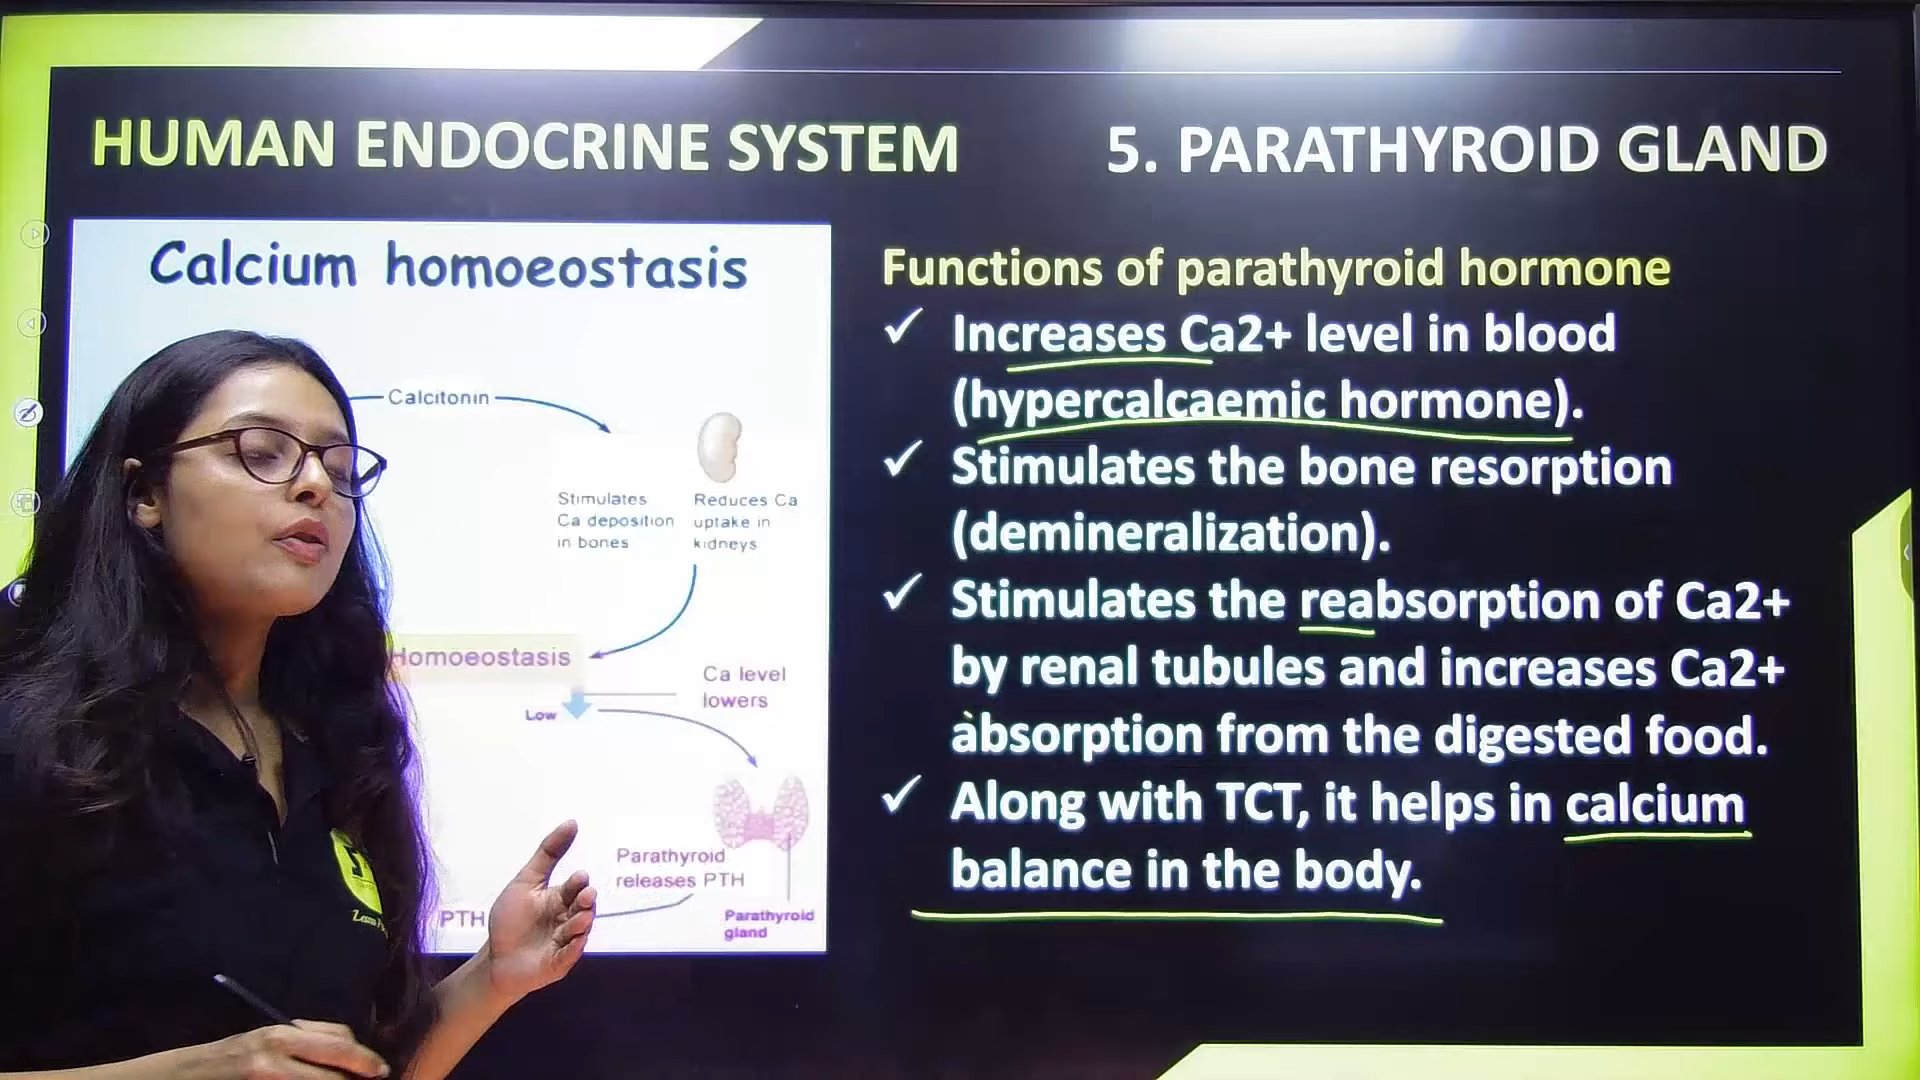 HUMAN ENDOCRINE SYSTEM
5. PARATHYROID GLAND
Calcium homoeostasis
Calcitonin
Stimulates
Ca deposition
in bones
Reduces Ca
uptake in
kidneys
Homoeostasis
Ca level
lowers
Low
Parathyroid
releases PTH
PTH
Parathyroid
gland
Functions of parathyroid hormone
✓ Increases Ca2+ level in blood
(hypercalcaemic hormone).
✓ Stimulates the bone resorption
(demineralization).
✓ Stimulates the reabsorption of Ca2+
by renal tubules and increases Ca2+
absorption from the digested food.
✓ Along with TCT, it helps in calcium
balance in the body.